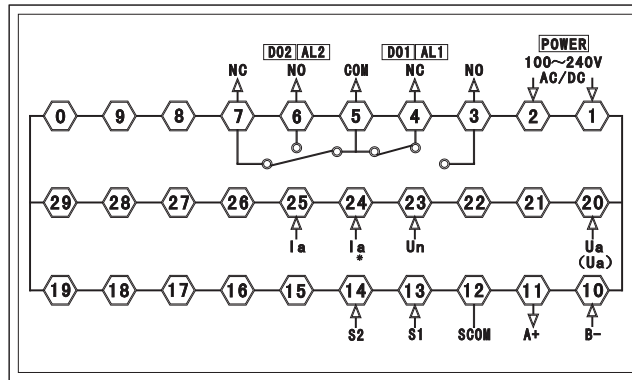 DO2 AL2 DO1 AL1 POWER
NC NO COM NC NO 100~240V
AC/DC
0 9 8 7 6 5 4 3 2 1
29 28 27 26 25 24 23 22 21 20
Ia Ia Un Ua
* (Ua)
19 18 17 16 15 14 13 12 11 10
S2 S1 SCOM A+ B-